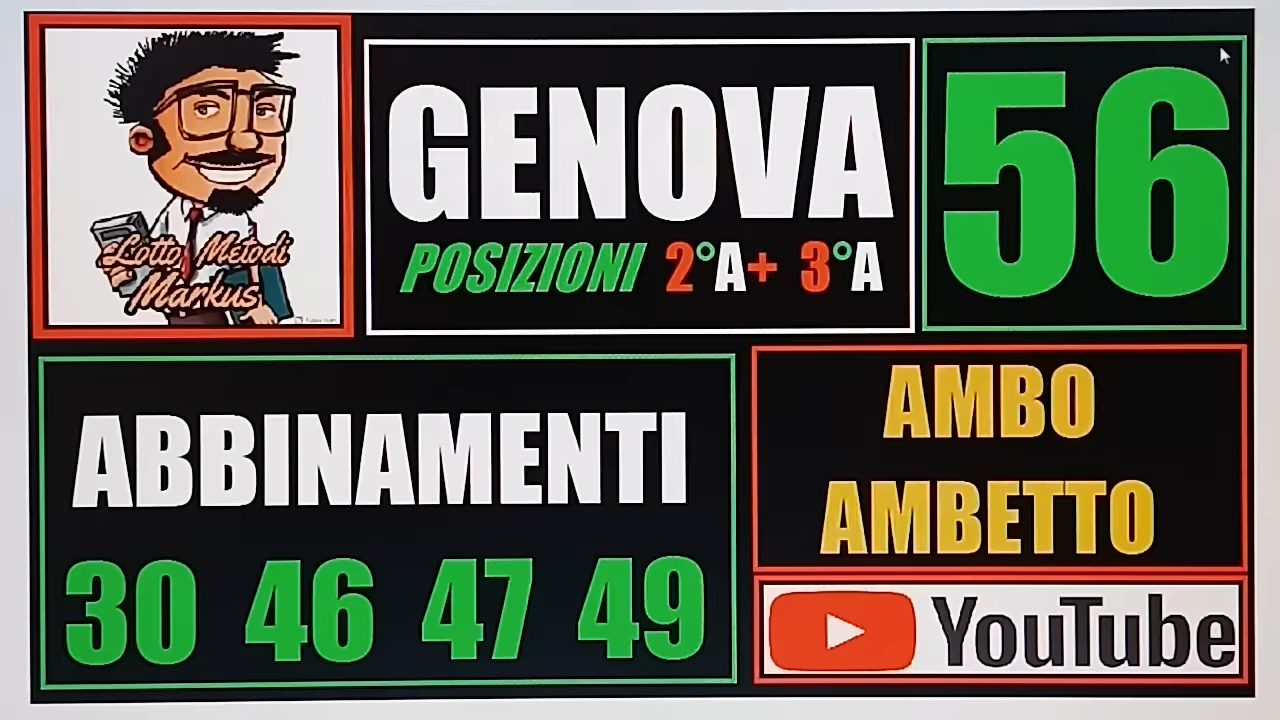 Lotto Metodi
Markus
GENOVA
POSIZIONI 2°A+ 3°A
56
ABBINAMENTI
30 46 47 49
AMBO
AMBETTO
YouTube